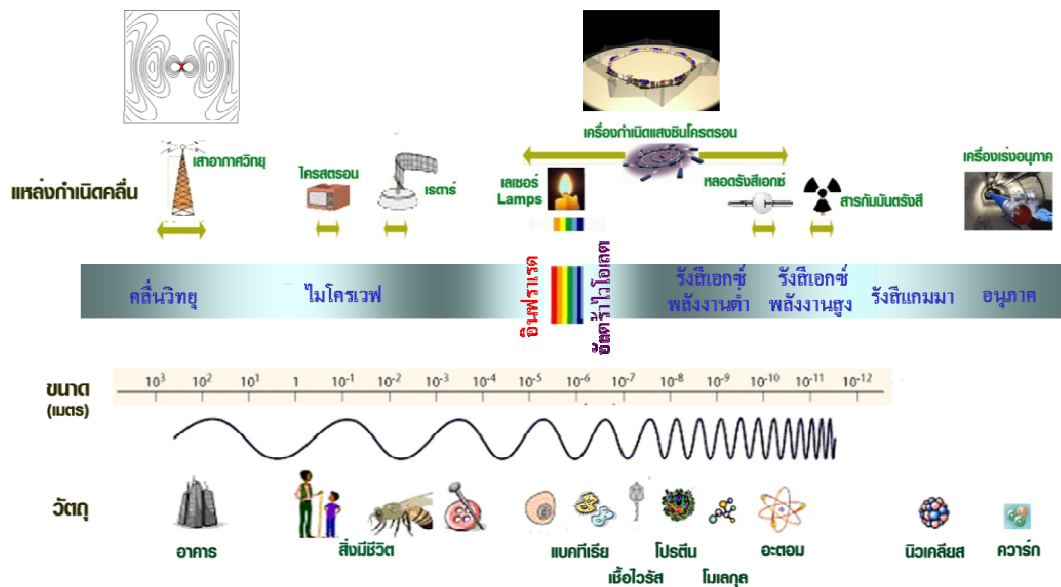 เครื่องกำเนิดแสงซินโครตรอน
แหล่งกำเนิดคลื่น
เสาอากาศวิทยุ
ไครสตรอน
เรดาร์
เลเซอร์
Lamps
หลอดรังสีเอกซ์
สารกัมมันตรังสี
เครื่องเร่งอนุภาค
คลื่นวิทยุ
ไมโครเวฟ
อินฟราเรด
อัลตร้าไวโอเลต
รังสีเอกซ์
พลังงานต่ำ
รังสีเอกซ์
พลังงานสูง
รังสีแกมมา
อนุภาค
ขนาด
(เมตร)
10³ 10² 10¹ 1 10⁻¹ 10⁻² 10⁻³ 10⁻⁴ 10⁻⁵ 10⁻⁶ 10⁻⁷ 10⁻⁸ 10⁻⁹ 10⁻¹⁰ 10⁻¹¹ 10⁻¹²
วัตถุ
อาคาร
สิ่งมีชีวิต
แบคทีเรีย
เชื้อไวรัส
โปรตีน
โมเลกุล
อะตอม
นิวเคลียส
ควาร์ก